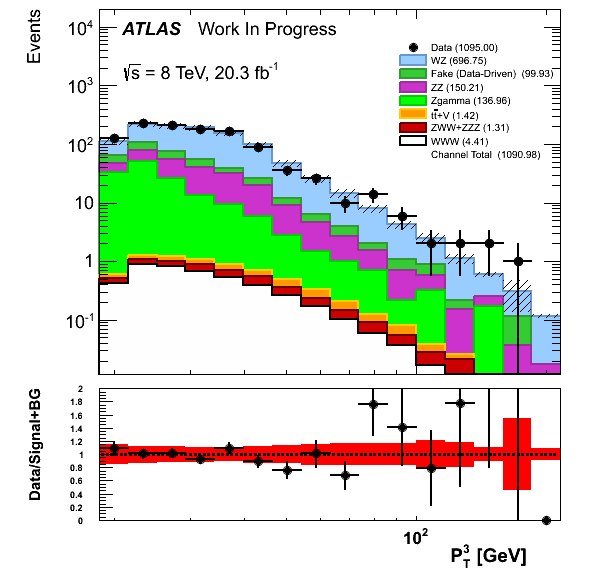 Events
ATLAS Work In Progress
√s = 8 TeV, 20.3 fb⁻¹
Data (1095.00)
WZ (696.75)
Fake (Data-Driven) (99.93)
ZZ (150.21)
Zgamma (136.96)
tt̄+V (1.42)
ZWW+ZZZ (1.31)
WWW (4.41)
Channel Total (1090.98)
10⁴
10³
10²
10
1
10⁻¹
Data/Signal+BG
2
1.8
1.6
1.4
1.2
1
0.8
0.6
0.4
0.2
0
10²
P_T^3 [GeV]